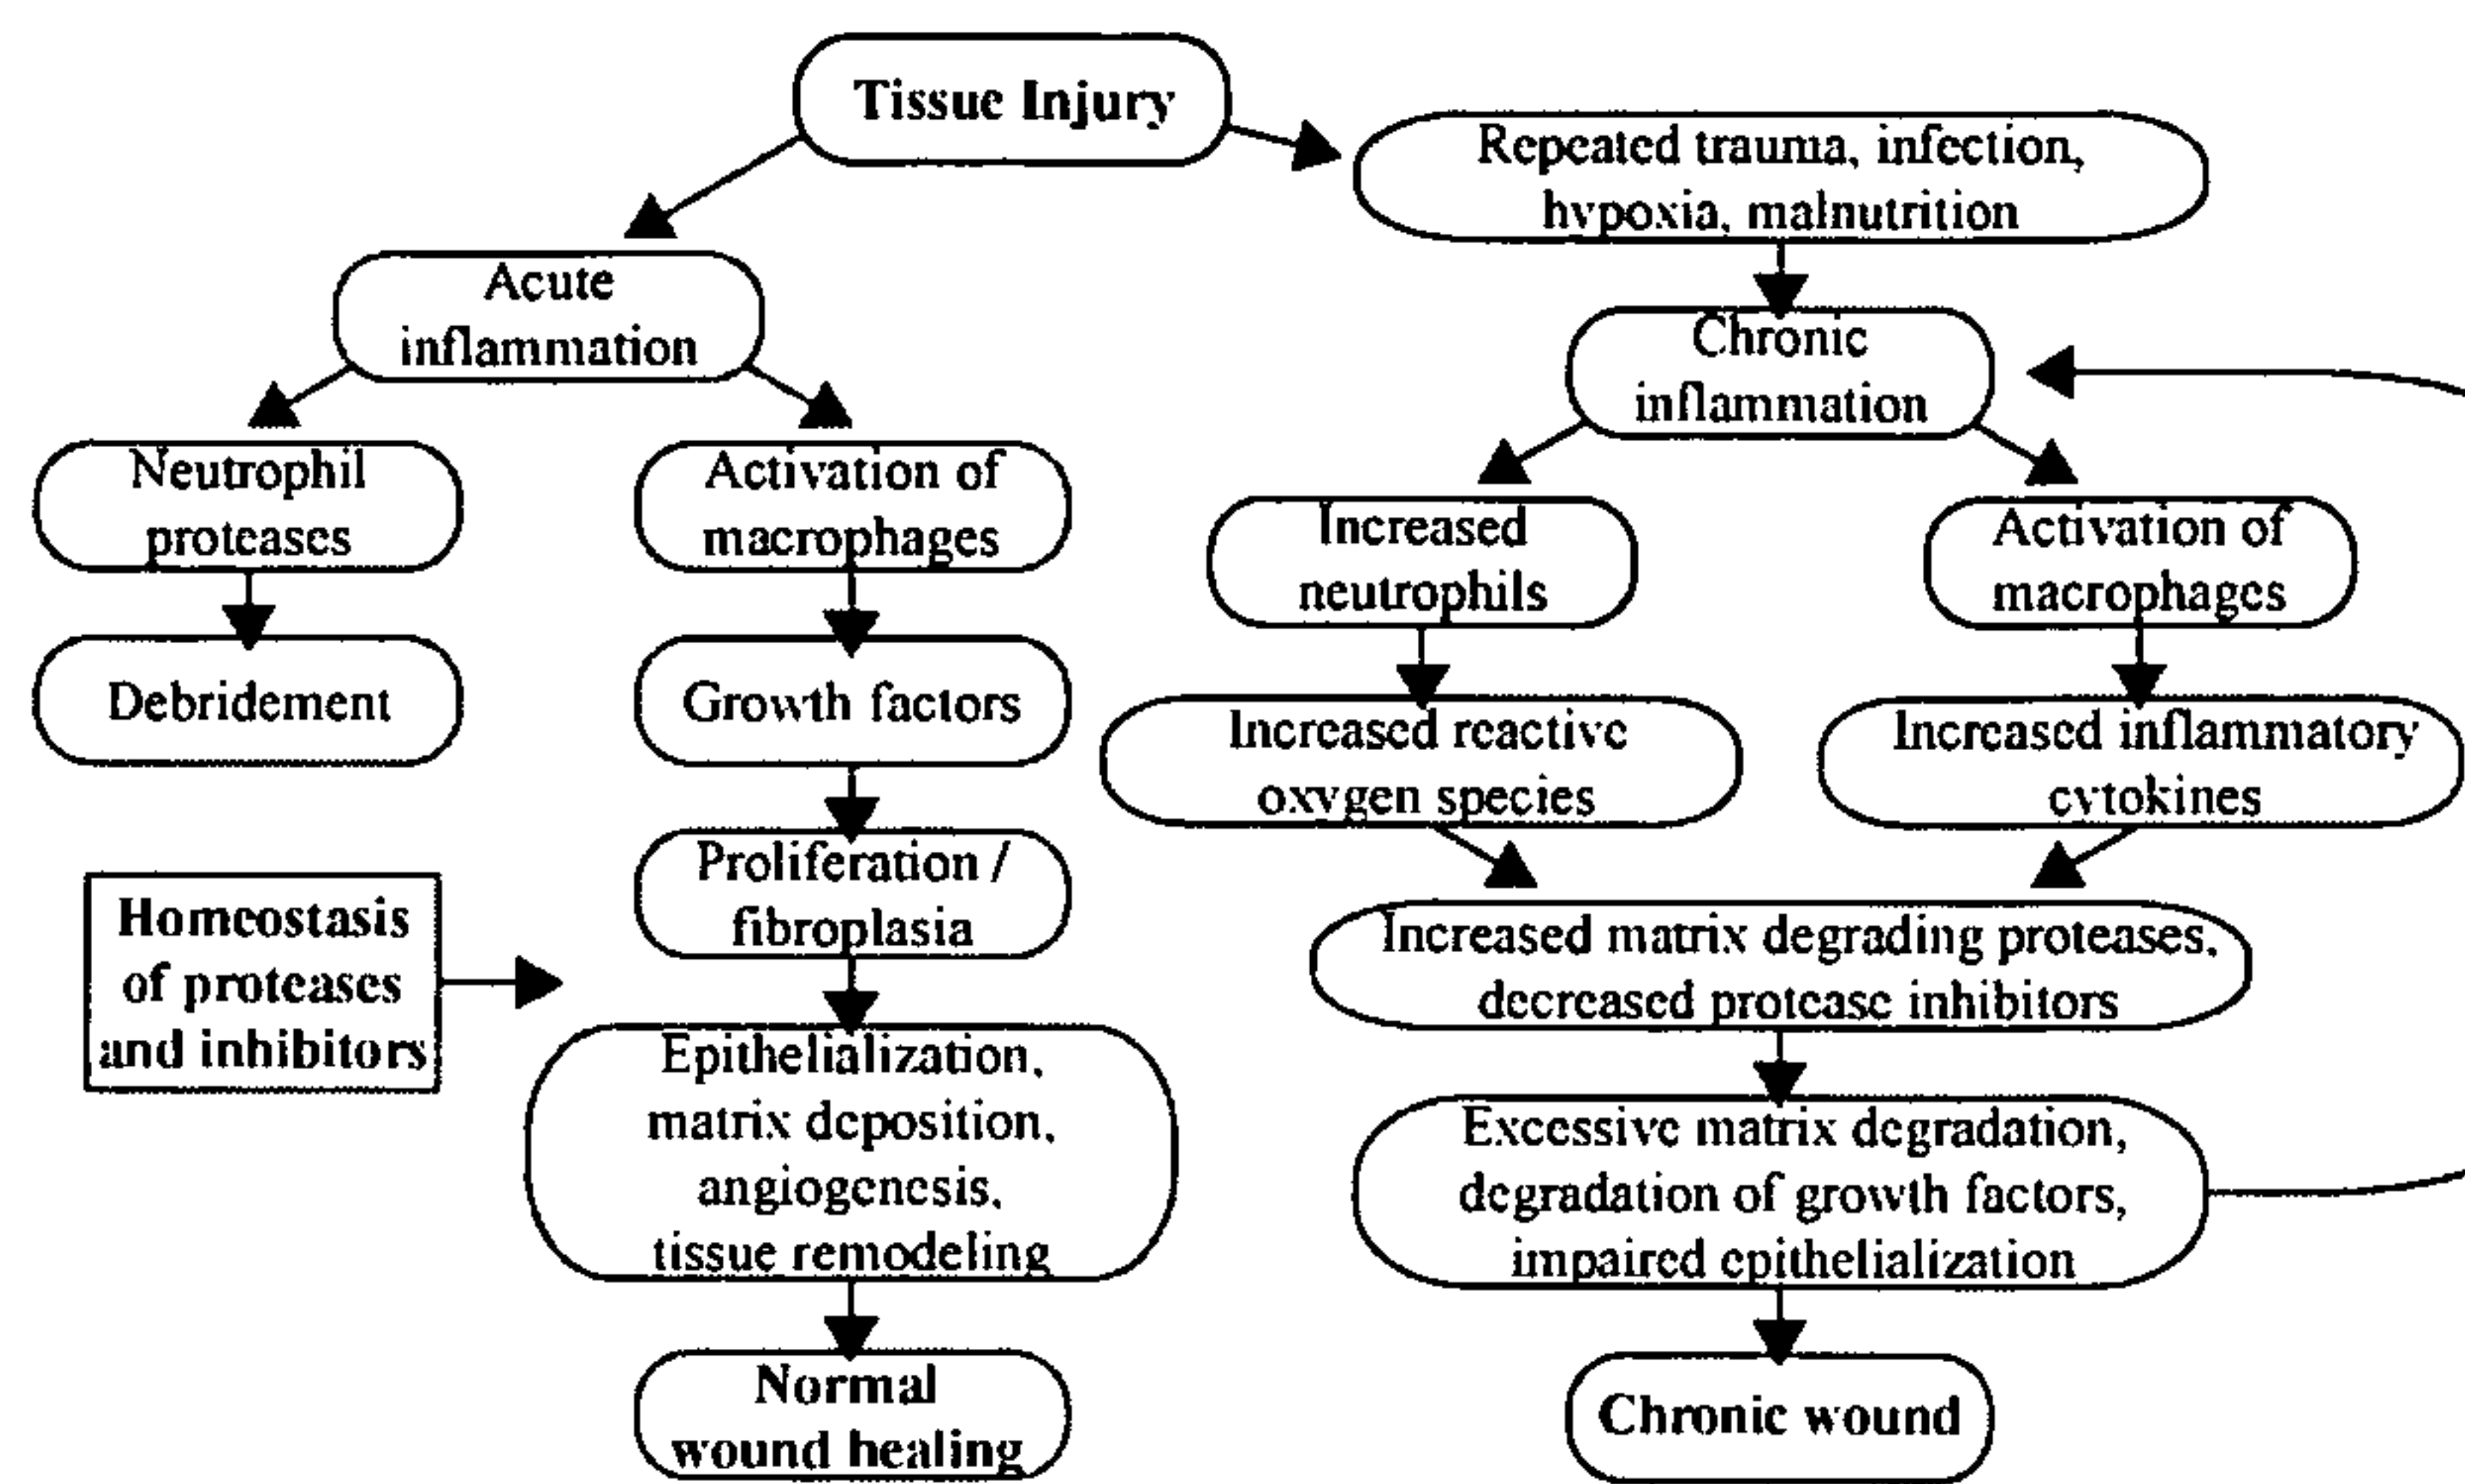 Tissue Injury
Repeated trauma, infection,
hypoxia, malnutrition
Acute
inflammation
Chronic
inflammation
Neutrophil
proteases
Activation of
macrophages
Increased
neutrophils
Activation of
macrophages
Debridement
Growth factors
Increased reactive
oxygen species
Increased inflammatory
cytokines
Proliferation /
fibroplasia
Homeostasis
of proteases
and inhibitors
Increased matrix degrading proteases,
decreased protease inhibitors
Epithelialization,
matrix deposition,
angiogenesis,
tissue remodeling
Excessive matrix degradation,
degradation of growth factors,
impaired epithelialization
Normal
wound healing
Chronic wound